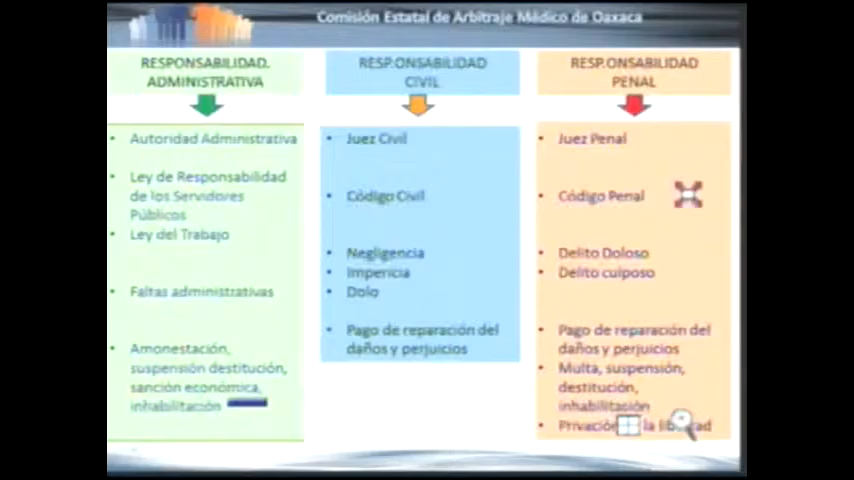 Comisión Estatal de Arbitraje Médico de Oaxaca
RESPONSABILIDAD.
ADMINISTRATIVA
• Autoridad Administrativa
• Ley de Responsabilidad
de los Servidores
Públicos
• Ley del Trabajo
• Faltas administrativas
• Amonestación,
suspensión destitución,
sanción económica,
inhabilitación
RESP.ONSABILIDAD
CIVIL
• Juez Civil
• Código Civil
• Negligencia
• Impericia
• Dolo
• Pago de reparación del
daños y perjuicios
RESP.ONSABILIDAD
PENAL
• Juez Penal
• Código Penal
• Delito Doloso
• Delito culposo
• Pago de reparación del
daños y perjuicios
• Multa, suspensión,
destitución,
inhabilitación
• Privación la libertad